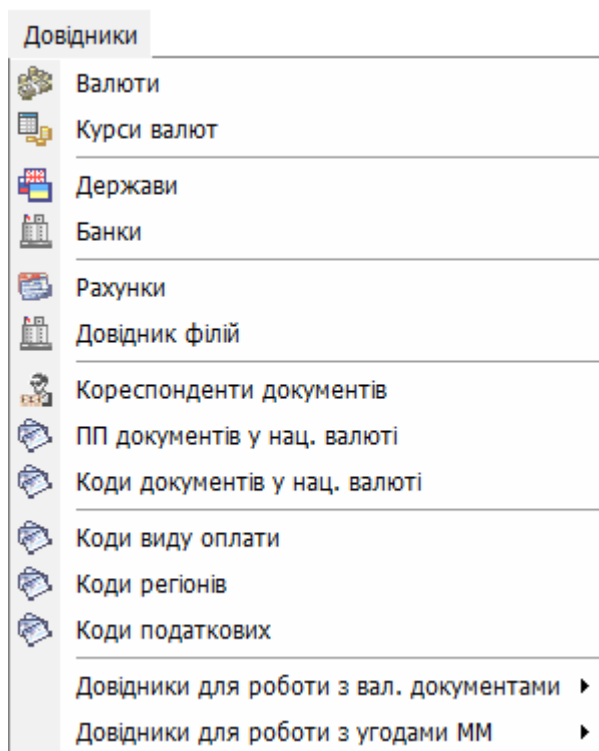 Довідники
Валюти
Курси валют
Держави
Банки
Рахунки
Довідник філій
Кореспонденти документів
ПП документів у нац. валюті
Коди документів у нац. валюті
Коди виду оплати
Коди регіонів
Коди податкових
Довідники для роботи з вал. документами
Довідники для роботи з угодами ММ